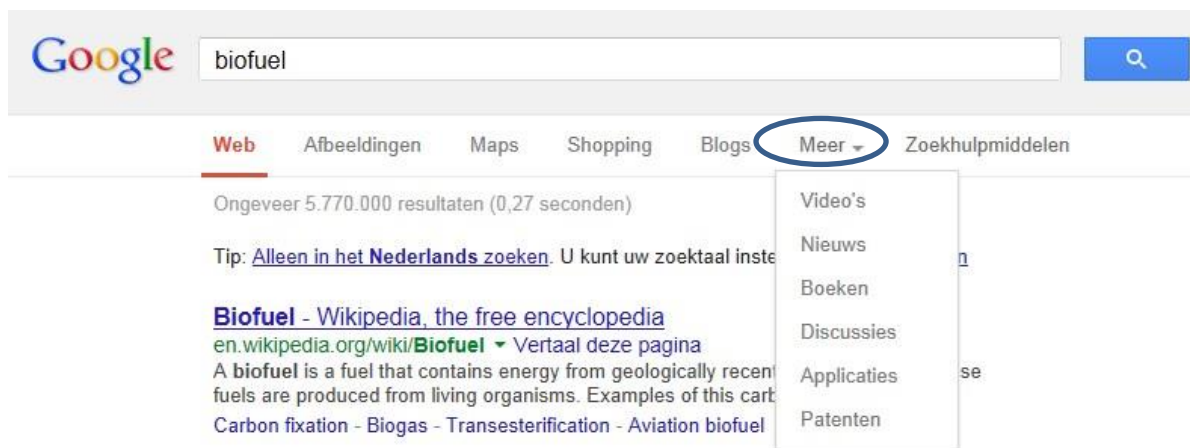 Google biofuel
Web Afbeeldingen Maps Shopping Blogs Meer Zoekhulpmiddelen
Ongeveer 5.770.000 resultaten (0,27 seconden)
Tip: Alleen in het Nederlands zoeken. U kunt uw zoektaal inste n
Biofuel - Wikipedia, the free encyclopedia
en.wikipedia.org/wiki/Biofuel Vertaal deze pagina
A biofuel is a fuel that contains energy from geologically recen se
fuels are produced from living organisms. Examples of this carb
Carbon fixation - Biogas - Transesterification - Aviation biofuel
Video's
Nieuws
Boeken
Discussies
Applicaties
Patenten